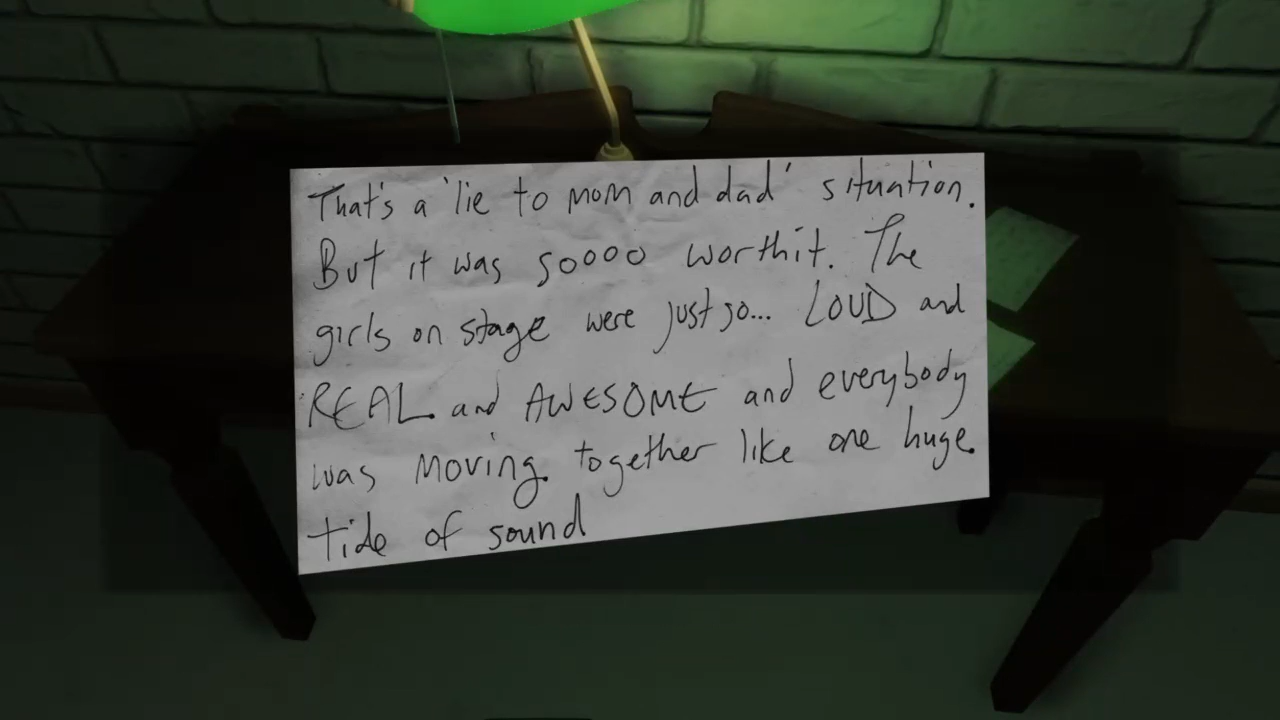 That's a 'lie to mom and dad' situation.
But it was soooo worthit. The
girls on stage were just so... LOUD and
REAL and AWESOME and everybody
was moving together like one huge
tide of sound